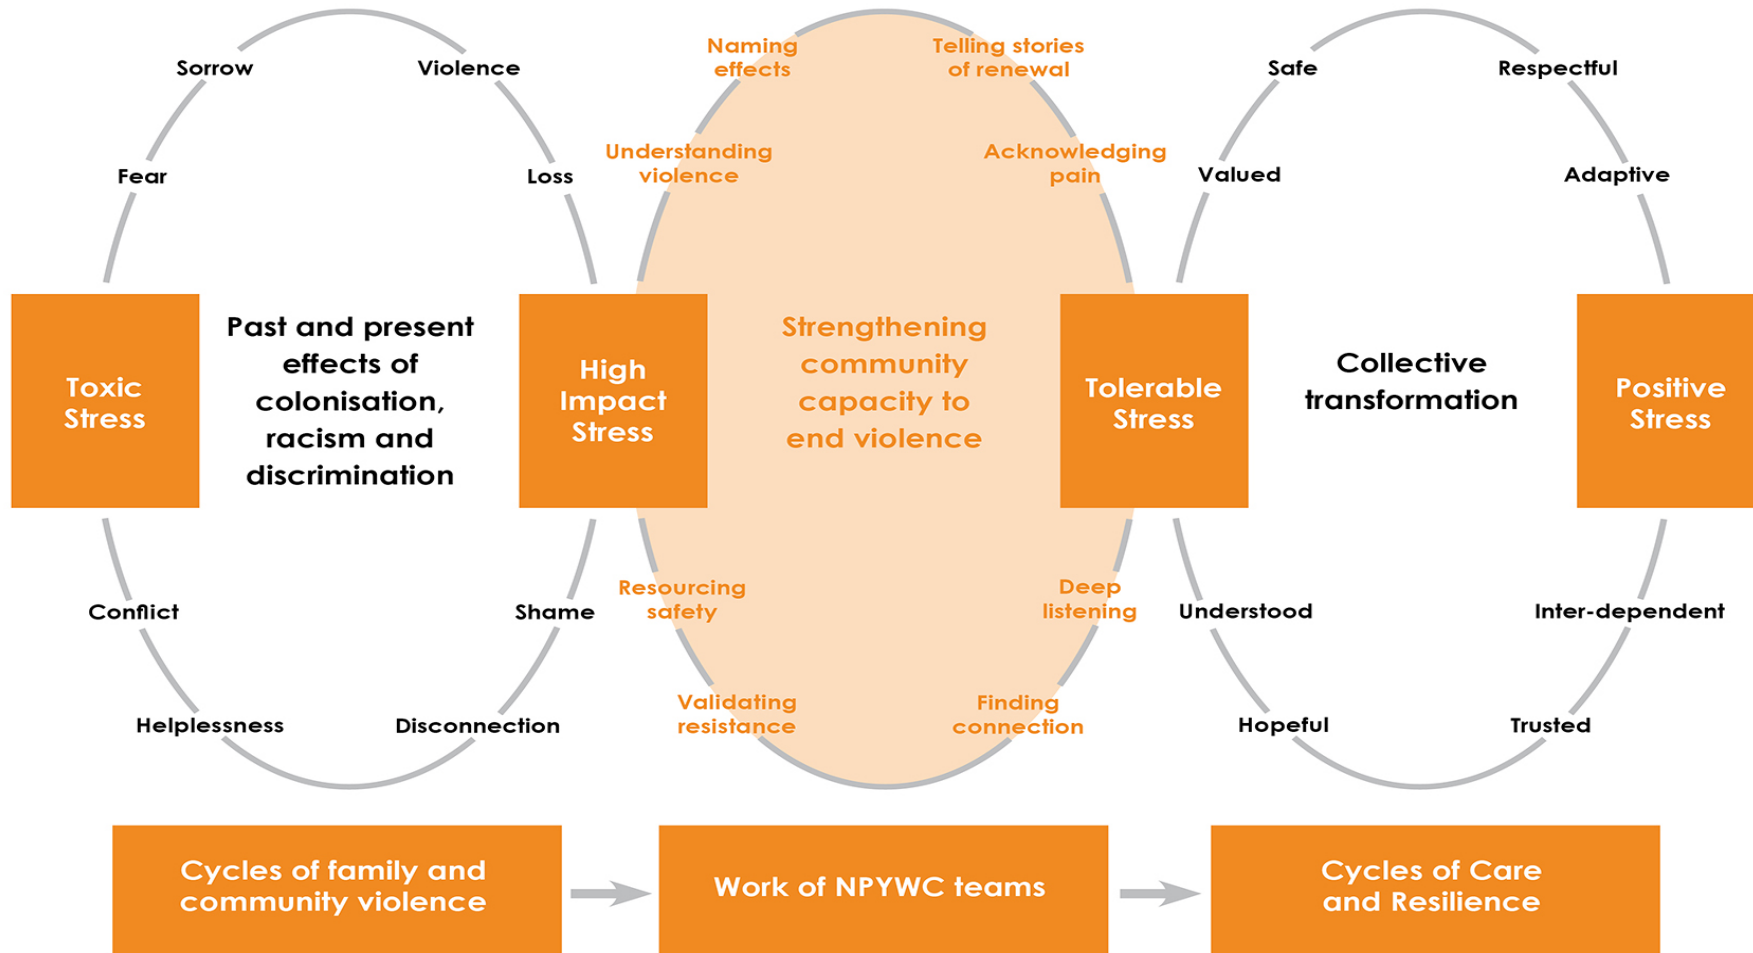 Sorrow
Violence
Fear
Loss
Toxic
Stress
Past and present
effects of
colonisation,
racism and
discrimination
High
Impact
Stress
Conflict
Shame
Helplessness
Disconnection
Naming
effects
Telling stories
of renewal
Understanding
violence
Acknowledging
pain
Strengthening
community
capacity to
end violence
Resourcing
safety
Deep
listening
Validating
resistance
Finding
connection
Safe
Respectful
Valued
Adaptive
Tolerable
Stress
Collective
transformation
Positive
Stress
Understood
Inter-dependent
Hopeful
Trusted
Cycles of family and
community violence
Work of NPYWC teams
Cycles of Care
and Resilience